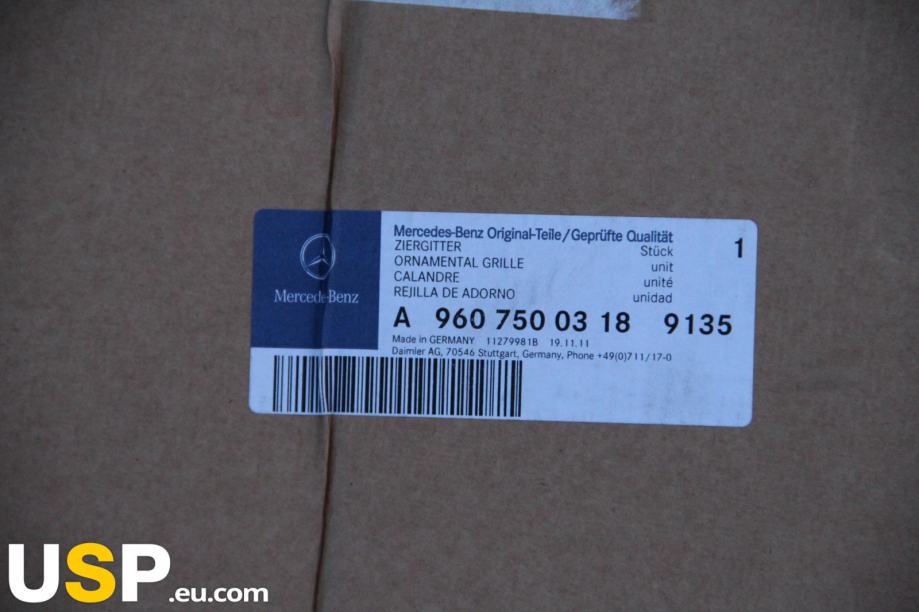 Mercedes-Benz Original-Teile/Geprüfte Qualität
ZIERGITTER Stück 1
ORNAMENTAL GRILLE unit
CALANDRE unité
REJILLA DE ADORNO unidad
Mercedes-Benz
A 960 750 03 18 9135
Made in GERMANY 11279981B 19.11.11
Daimler AG, 70546 Stuttgart, Germany, Phone +49(0)711/17-0
USP.eu.com